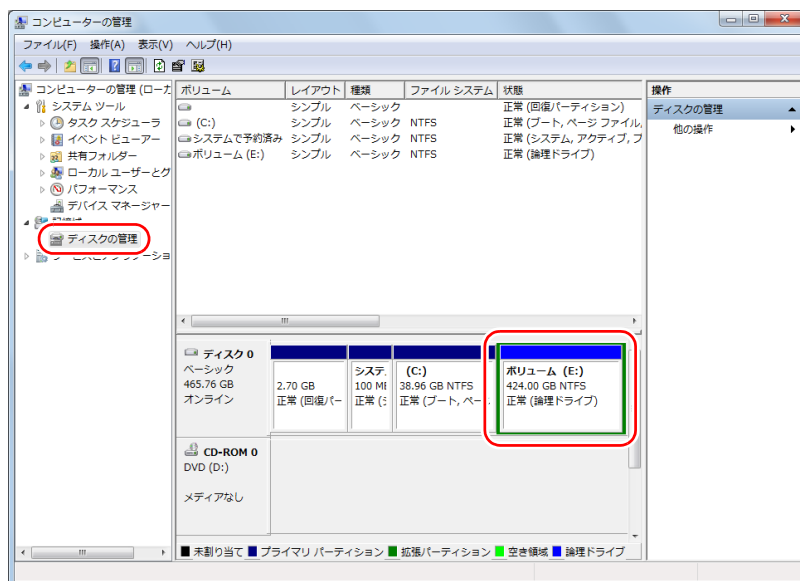 コンピューターの管理
ファイル(F) 操作(A) 表示(V) ヘルプ(H)
コンピューターの管理 (ローカ
システム ツール
タスク スケジューラ
イベント ビューアー
共有フォルダー
ローカル ユーザーとグ
パフォーマンス
デバイス マネージャー
ディスクの管理
ボリューム レイアウト 種類 ファイル システム 状態
シンプル ベーシック 正常 (回復パーティション)
(C:) シンプル ベーシック NTFS 正常 (ブート, ページ ファイル,
システムで予約済み シンプル ベーシック NTFS 正常 (システム, アクティブ, プ
ボリューム (E:) シンプル ベーシック NTFS 正常 (論理ドライブ)
操作
ディスクの管理
他の操作
ディスク 0
ベーシック
465.76 GB
オンライン
2.70 GB
正常 (回復パー
システ
100 ME
正常 (シ
(C:)
38.96 GB NTFS
正常 (ブート, ペー
ボリューム (E:)
424.00 GB NTFS
正常 (論理ドライブ)
CD-ROM 0
DVD (D:)
メディアなし
未割り当て プライマリ パーティション 拡張パーティション 空き領域 論理ドライブ